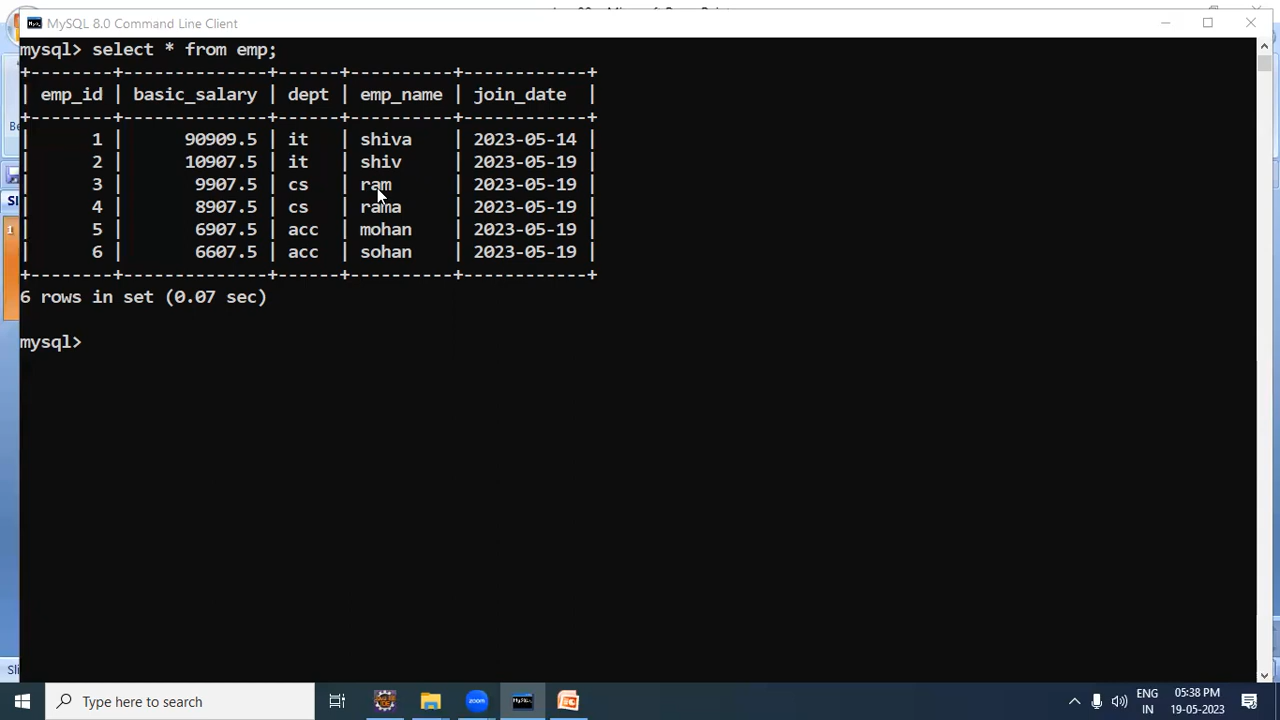 MySQL 8.0 Command Line Client
mysql> select * from emp;
+--------+--------------+------+----------+------------+
| emp_id | basic_salary | dept | emp_name | join_date  |
+--------+--------------+------+----------+------------+
|      1 |      90909.5 | it   | shiva    | 2023-05-14 |
|      2 |      10907.5 | it   | shiv     | 2023-05-19 |
|      3 |       9907.5 | cs   | ram      | 2023-05-19 |
|      4 |       8907.5 | cs   | rama     | 2023-05-19 |
|      5 |       6907.5 | acc  | mohan    | 2023-05-19 |
|      6 |       6607.5 | acc  | sohan    | 2023-05-19 |
+--------+--------------+------+----------+------------+
6 rows in set (0.07 sec)
mysql>
1
Type here to search
zoom
ENG
IN
05:38 PM
19-05-2023